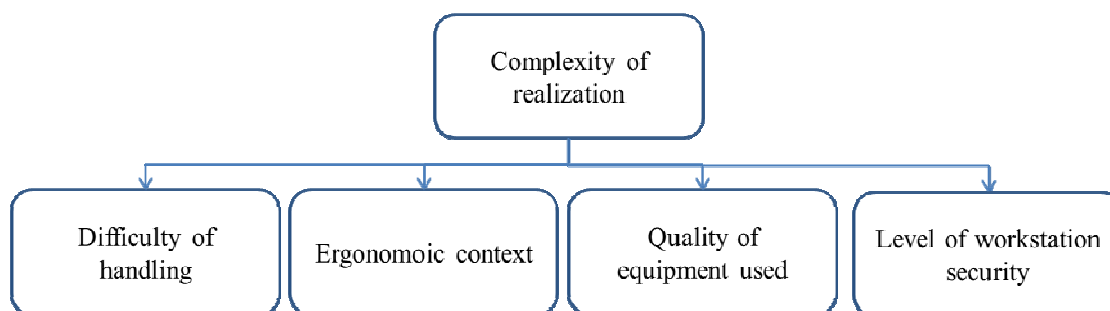 Complexity of
realization
Difficulty of
handling
Ergonomoic context
Quality of
equipment used
Level of workstation
security